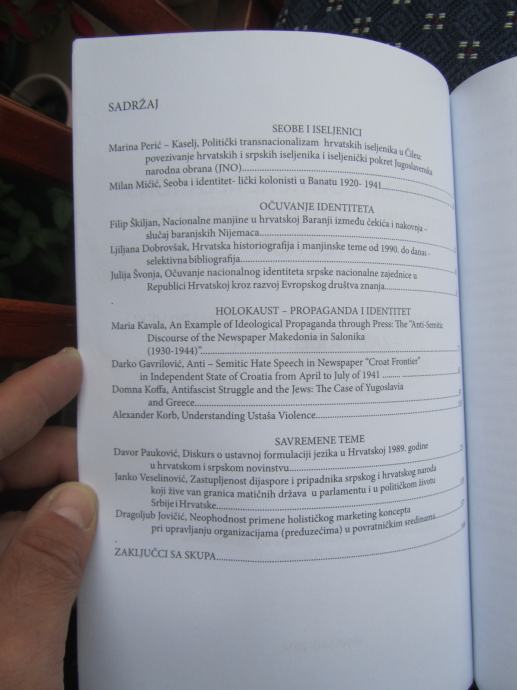 SADRŽAJ
SEOBE I ISELJENICI
Marina Perić – Kaselj, Politički transnacionalizam hrvatskih iseljenika u Čileu:
povezivanje hrvatskih i srpskih iseljenika i iseljenički pokret Jugoslavenska
narodna obrana (JNO)
Milan Mićić, Seoba i identitet- lički kolonisti u Banatu 1920- 1941
OČUVANJE IDENTITETA
Filip Škiljan, Nacionalne manjine u hrvatskoj Baranji između čekića i nakovnja –
slučaj baranjskih Nijemaca
Ljiljana Dobrovšak, Hrvatska historiografija i manjinske teme od 1990. do danas -
selektivna bibliografija
Julija Švonja, Očuvanje nacionalnog identiteta srpske nacionalne zajednice u
Republici Hrvatskoj kroz razvoj Evropskog društva znanja
HOLOKAUST – PROPAGANDA I IDENTITET
Maria Kavala, An Example of Ideological Propaganda through Press: The "Anti-Semitic
Discourse of the Newspaper Makedonia in Salonika
(1930-1944)"
Darko Gavrilović, Anti – Semitic Hate Speech in Newspaper "Croat Frontier"
in Independent State of Croatia from April to July of 1941
Domna Koffa, Antifascist Struggle and the Jews: The Case of Yugoslavia
and Greece
Alexander Korb, Understanding Ustaša Violence
SAVREMENE TEME
Davor Pauković, Diskurs o ustavnoj formulaciji jezika u Hrvatskoj 1989. godine
u hrvatskom i srpskom novinstvu
Janko Veselinović, Zastupljenost dijaspore i pripadnika srpskog i hrvatskog naroda
koji žive van granica matičnih država u parlamentu i u političkom životu
Srbije i Hrvatske
Dragoljub Jovičić, Neophodnost primene holističkog marketing koncepta
pri upravljanju organizacijama (preduzećima) u povratničkim sredinama
ZAKLJUČCI SA SKUPA